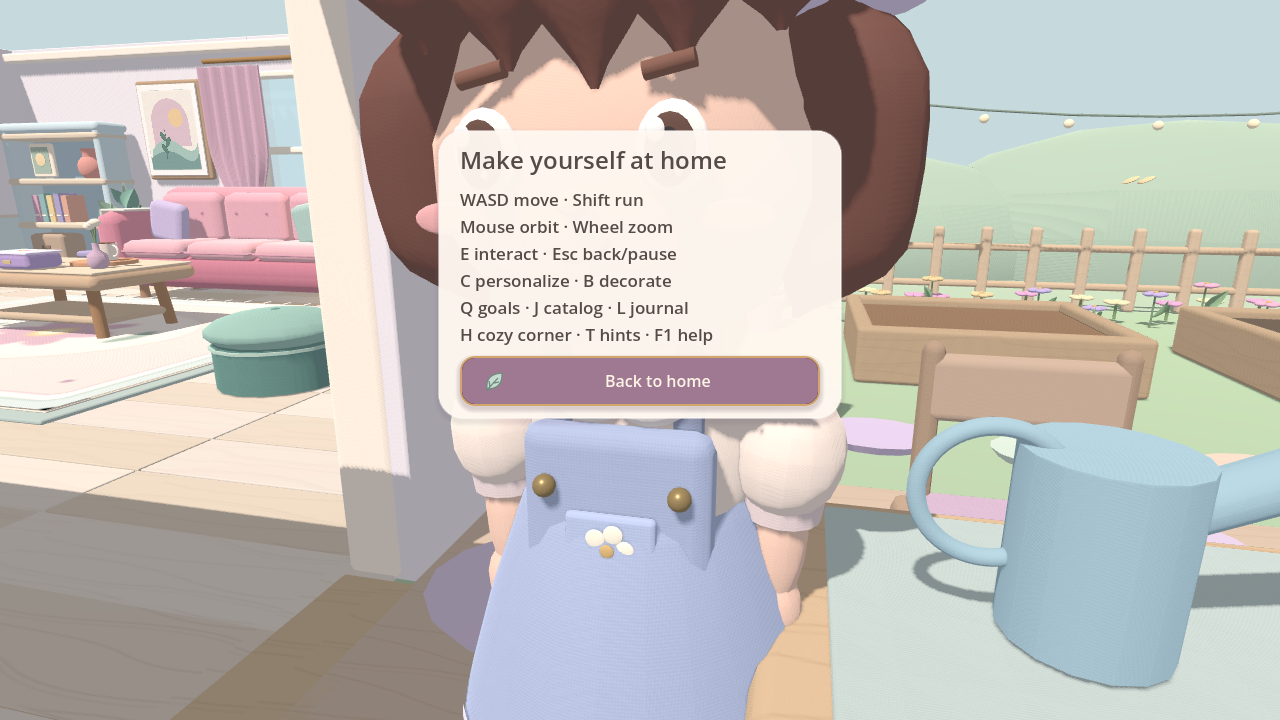 Make yourself at home
WASD move · Shift run
Mouse orbit · Wheel zoom
E interact · Esc back/pause
C personalize · B decorate
Q goals · J catalog · L journal
H cozy corner · T hints · F1 help
Back to home